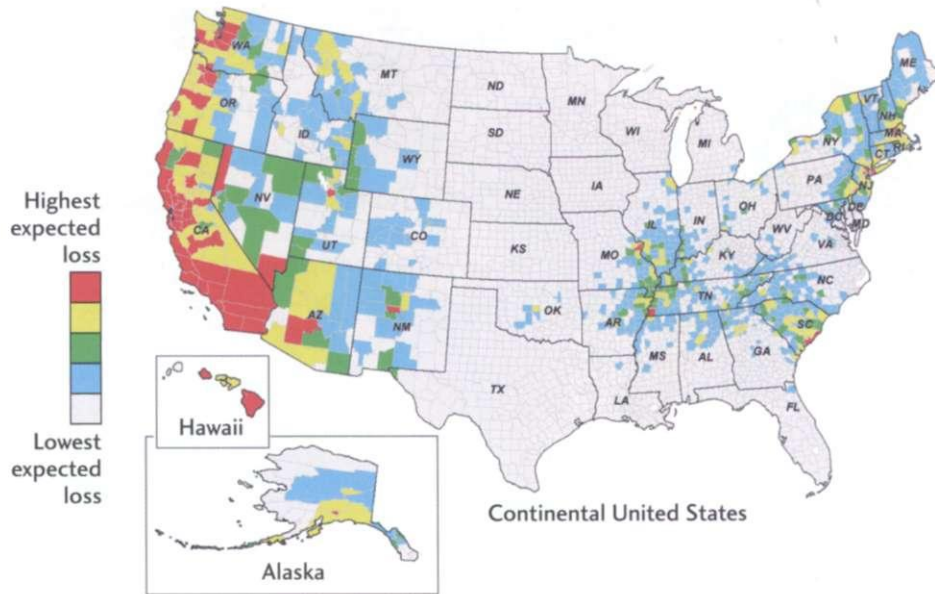 WA
ME
MT
ND
VT
MN
NH
OR
ID
SD
WI
NY
MA
CT
RI
WY
MI
PA
NJ
NE
IA
Highest
expected
loss
NV
OH
DE
DC
MD
IL
IN
UT
CO
WV
VA
CA
KS
MO
KY
NC
TN
OK
AZ
NM
AR
SC
MS
AL
GA
TX
LA
FL
Hawaii
Lowest
expected
loss
Continental United States
Alaska